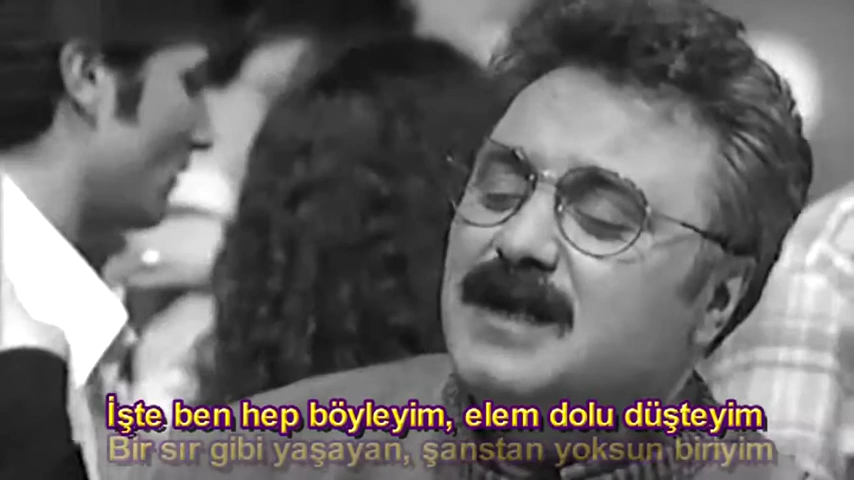 İşte ben hep böyleyim, elem dolu düşteyim
Bir sır gibi yaşayan, şanstan yoksun biriyim